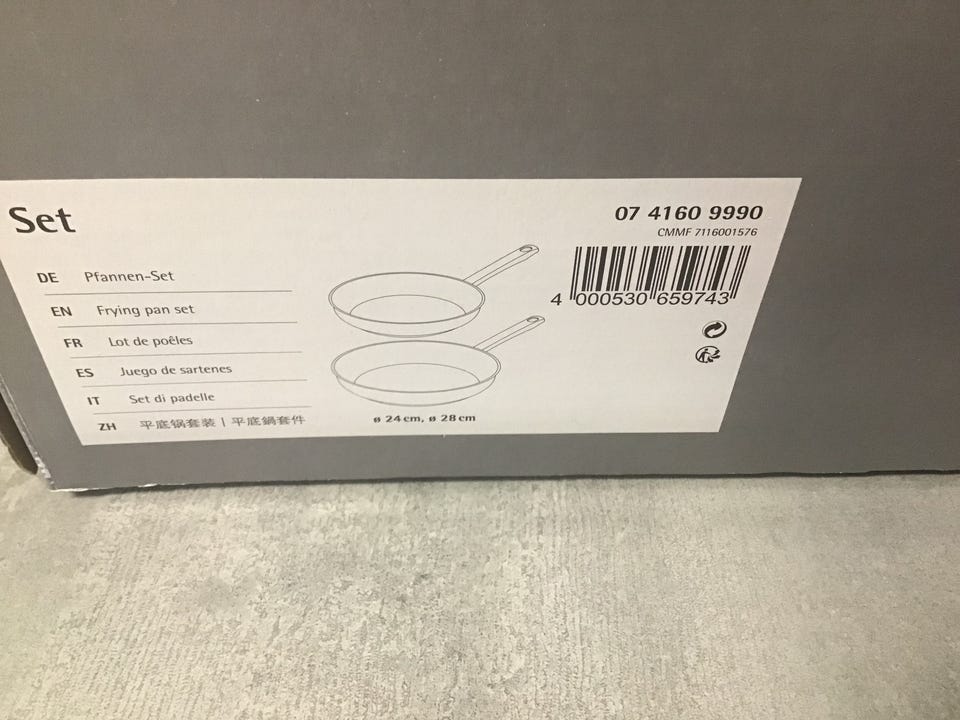 Set
DE Pfannen-Set
EN Frying pan set
FR Lot de poêles
ES Juego de sartenes
IT Set di padelle
ZH 平底锅套装 | 平底鍋套件
ø 24 cm, ø 28 cm
07 4160 9990
CMMF 7116001576
4 000530 659743